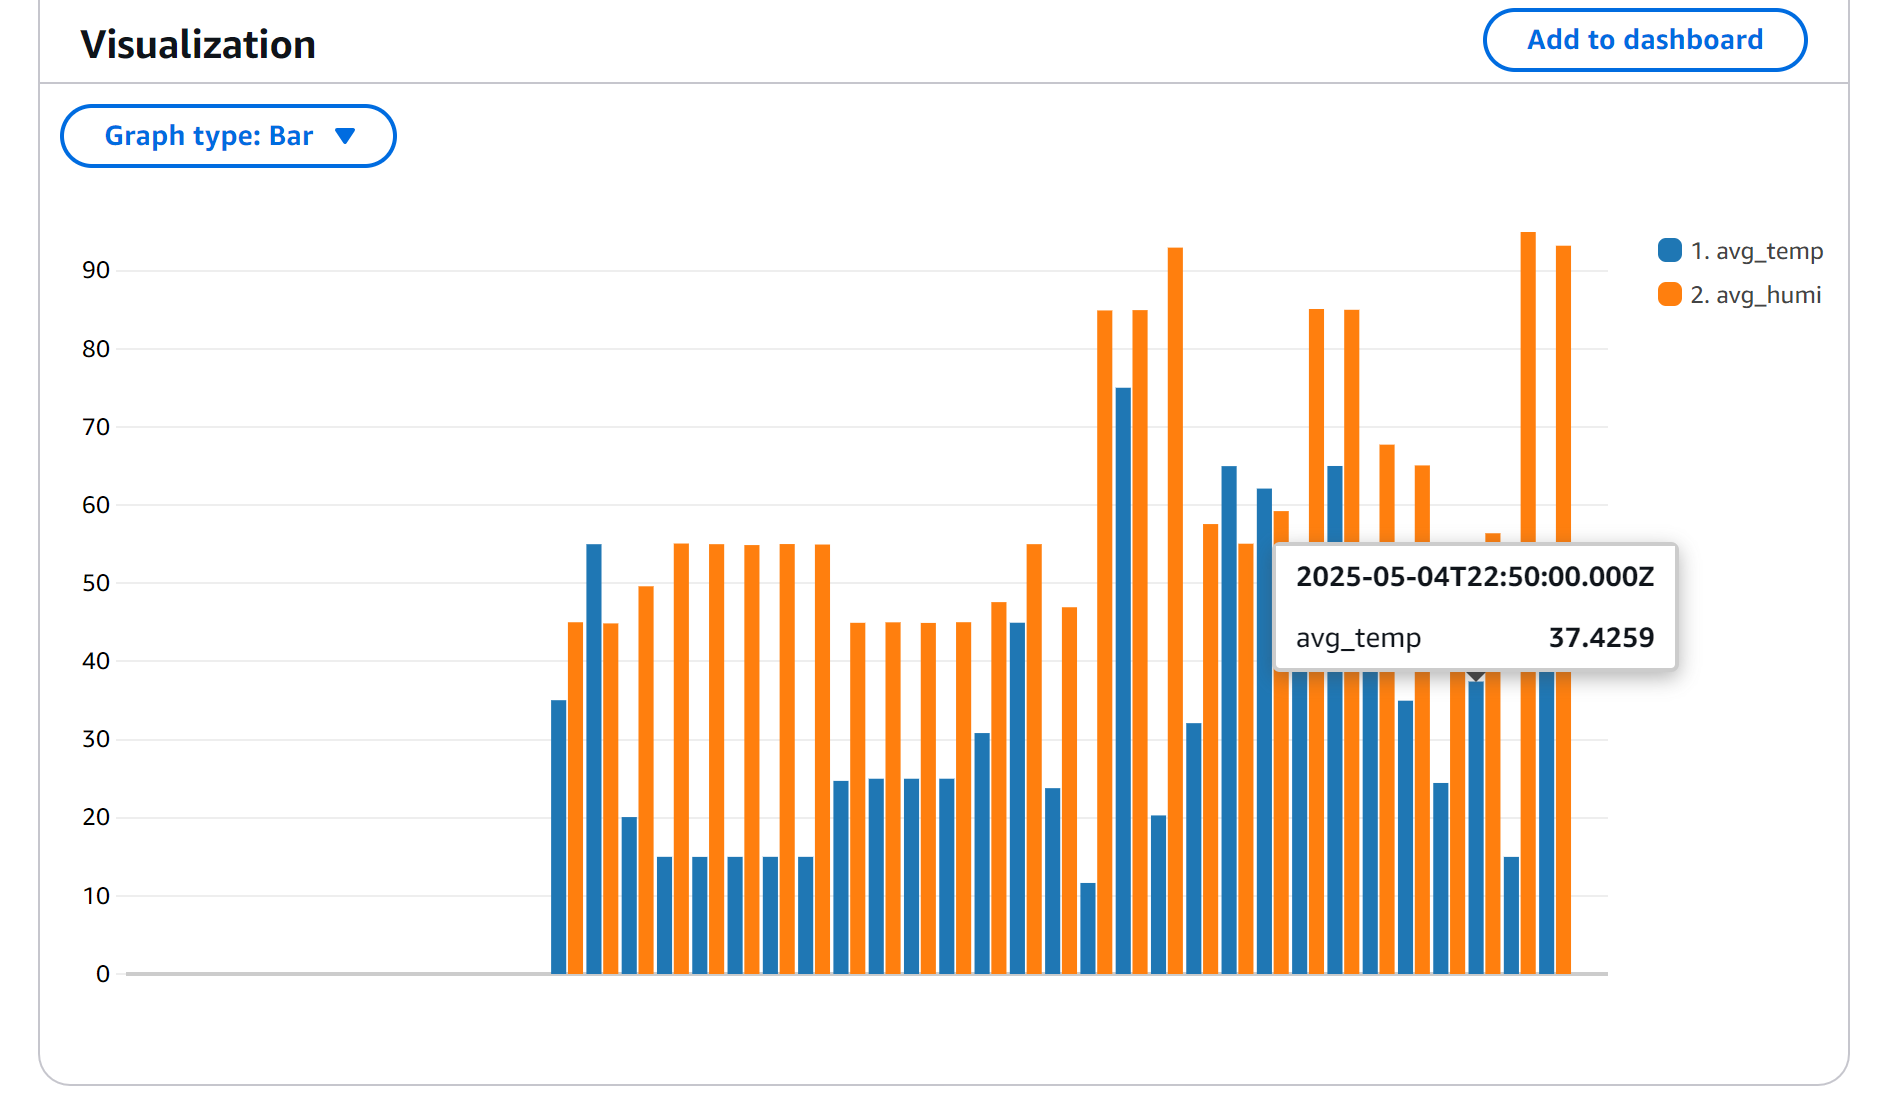 Visualization
Add to dashboard
Graph type: Bar
90
80
70
60
50
40
30
20
10
0
1. avg_temp
2. avg_humi
2025-05-04T22:50:00.000Z
avg_temp 37.4259